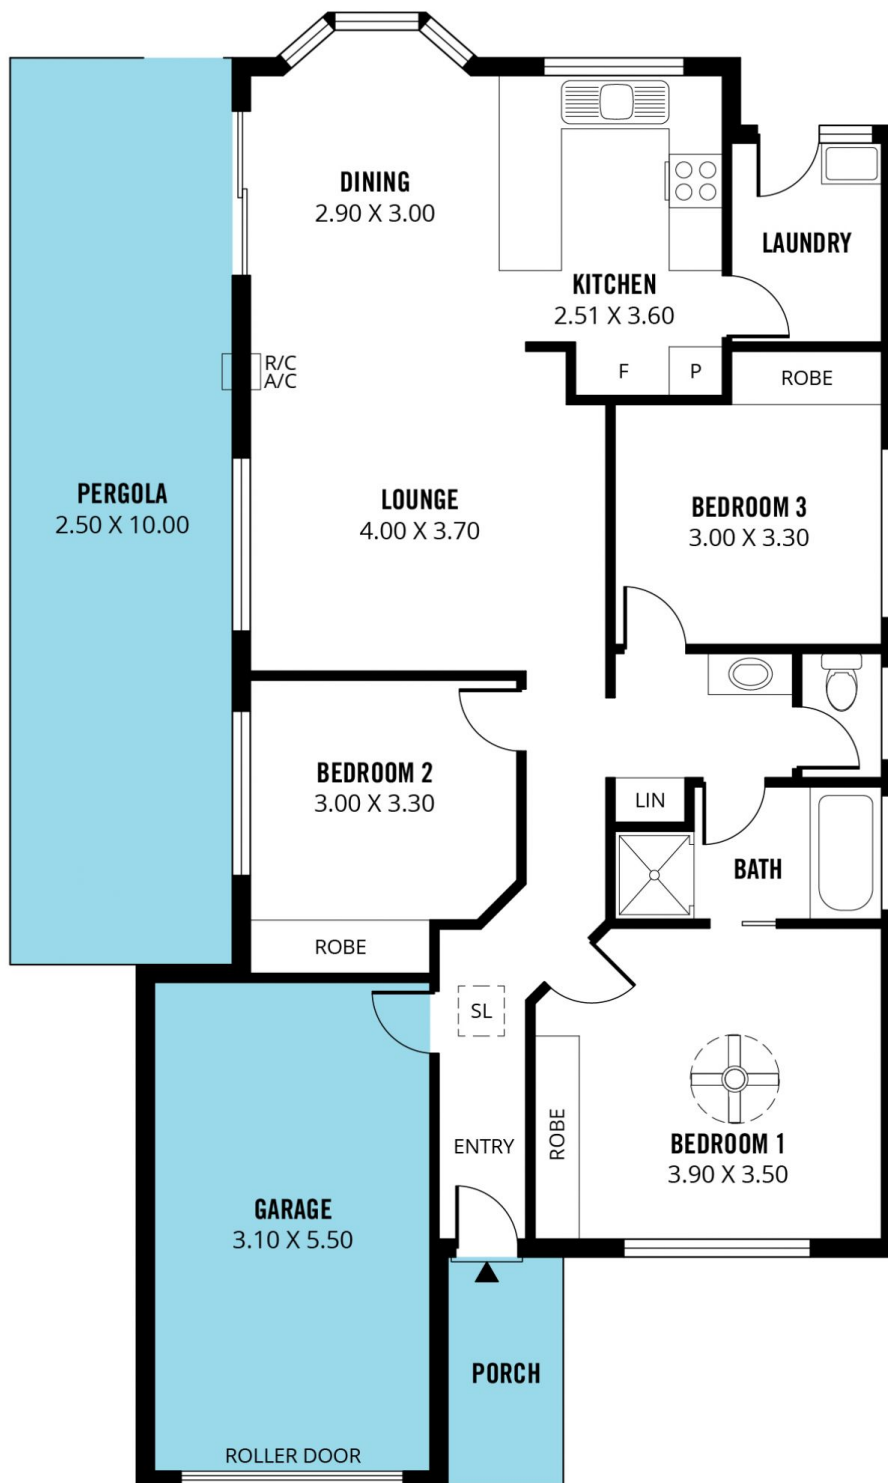 DINING
2.90 X 3.00
LAUNDRY
KITCHEN
2.51 X 3.60
R/C
A/C
F
P
ROBE
PERGOLA
2.50 X 10.00
LOUNGE
4.00 X 3.70
BEDROOM 3
3.00 X 3.30
BEDROOM 2
3.00 X 3.30
LIN
BATH
ROBE
SL
ENTRY
ROBE
BEDROOM 1
3.90 X 3.50
GARAGE
3.10 X 5.50
PORCH
ROLLER DOOR